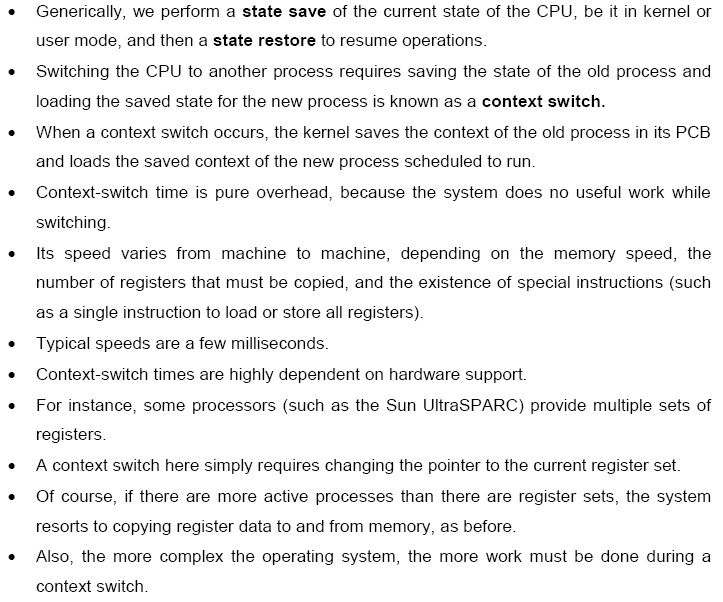 • Generically, we perform a state save of the current state of the CPU, be it in kernel or
user mode, and then a state restore to resume operations.
• Switching the CPU to another process requires saving the state of the old process and
loading the saved state for the new process is known as a context switch.
• When a context switch occurs, the kernel saves the context of the old process in its PCB
and loads the saved context of the new process scheduled to run.
• Context-switch time is pure overhead, because the system does no useful work while
switching.
• Its speed varies from machine to machine, depending on the memory speed, the
number of registers that must be copied, and the existence of special instructions (such
as a single instruction to load or store all registers).
• Typical speeds are a few milliseconds.
• Context-switch times are highly dependent on hardware support.
• For instance, some processors (such as the Sun UltraSPARC) provide multiple sets of
registers.
• A context switch here simply requires changing the pointer to the current register set.
• Of course, if there are more active processes than there are register sets, the system
resorts to copying register data to and from memory, as before.
• Also, the more complex the operating system, the more work must be done during a
context switch.